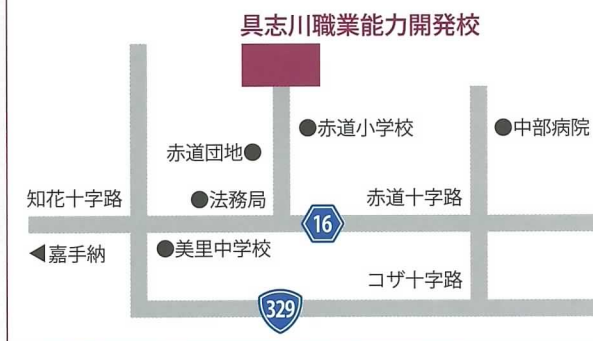 具志川職業能力開発校
●赤道小学校
●中部病院
赤道団地●
知花十字路
●法務局
赤道十字路
16
◀嘉手納
●美里中学校
コザ十字路
329